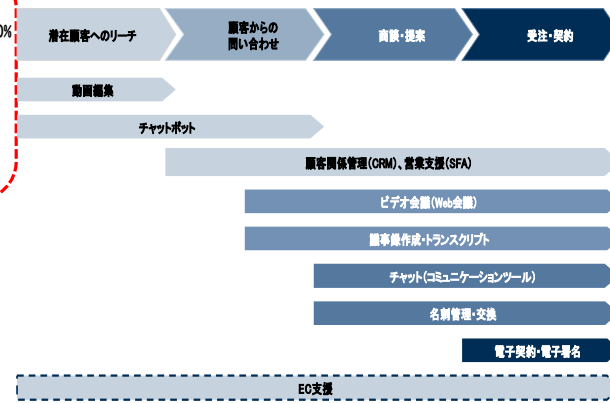 0%
潜在顧客へのリーチ
顧客からの
問い合わせ
商談・提案
受注・契約
動画編集
チャットボット
顧客関係管理(CRM)、営業支援(SFA)
ビデオ会議(Web会議)
議事録作成・トランスクリプト
チャット(コミュニケーションツール)
名刺管理・交換
電子契約・電子署名
EC支援